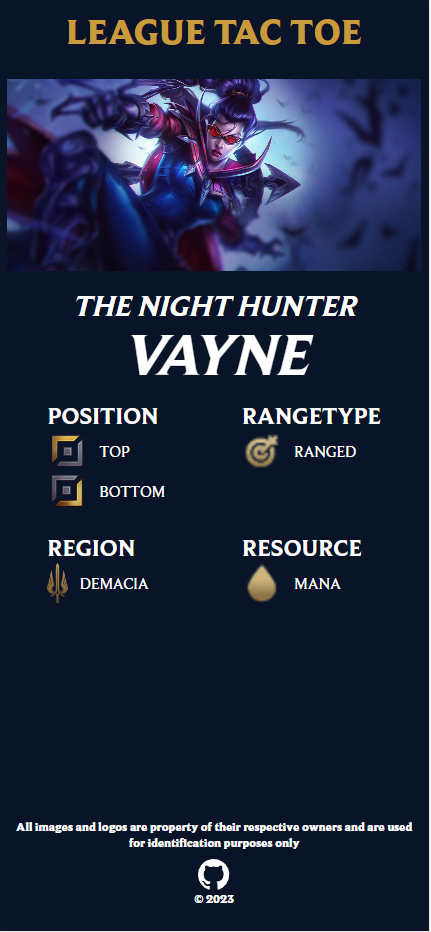 LEAGUE TAC TOE
THE NIGHT HUNTER
VAYNE
POSITION
TOP
BOTTOM
RANGETYPE
RANGED
REGION
DEMACIA
RESOURCE
MANA
All images and logos are property of their respective owners and are used
for identification purposes only
© 2023